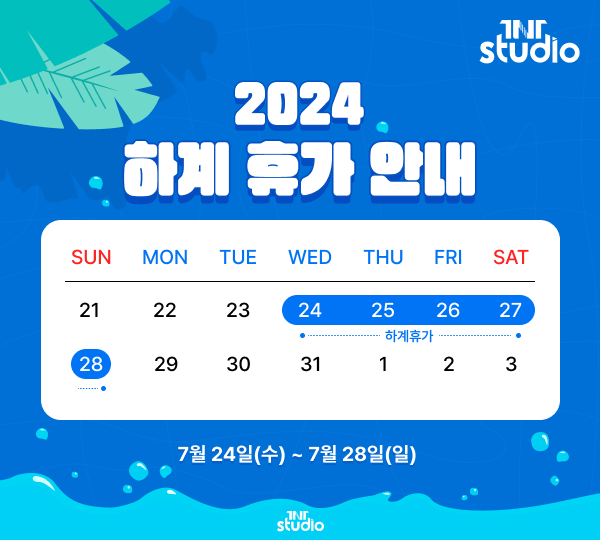 TNT
studio
2024
하계 휴가 안내
SUN MON TUE WED THU FRI SAT
21 22 23 24 25 26 27
하계휴가
28 29 30 31 1 2 3
7월 24일(수) ~ 7월 28일(일)
TNT
studio